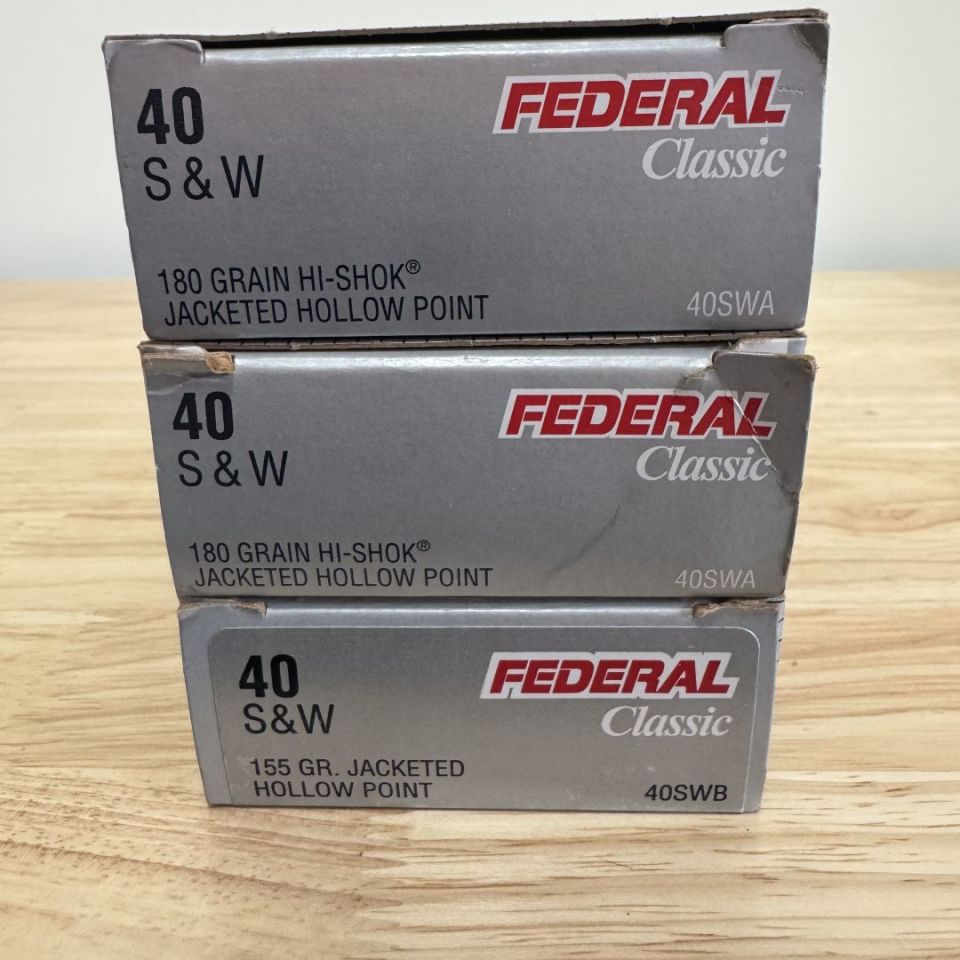 40
S & W
FEDERAL
Classic
180 GRAIN HI-SHOK®
JACKETED HOLLOW POINT
40SWA
40
S & W
FEDERAL
Classic
180 GRAIN HI-SHOK®
JACKETED HOLLOW POINT
40SWA
40
S&W
FEDERAL
Classic
155 GR. JACKETED
HOLLOW POINT
40SWB